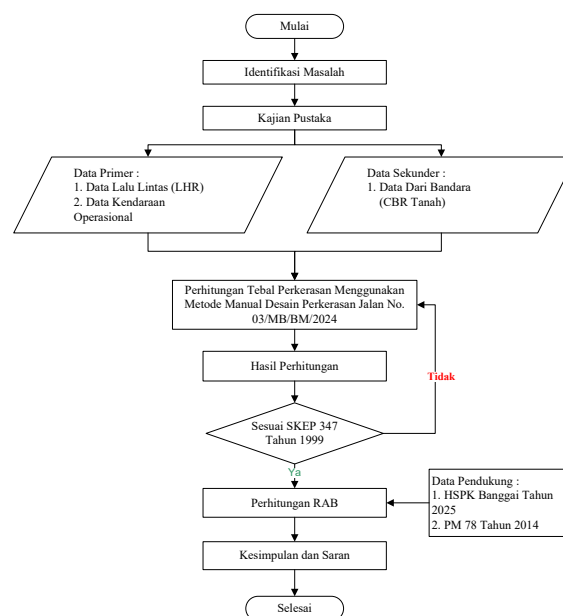 Mulai
Identifikasi Masalah
Kajian Pustaka
Data Primer :
1. Data Lalu Lintas (LHR)
2. Data Kendaraan
Operasional
Data Sekunder :
1. Data Dari Bandara
(CBR Tanah)
Perhitungan Tebal Perkerasan Menggunakan
Metode Manual Desain Perkerasan Jalan No.
03/MB/BM/2024
Hasil Perhitungan
Tidak
Sesuai SKEP 347
Tahun 1999
Ya
Perhitungan RAB
Data Pendukung :
1. HSPK Banggai Tahun
2025
2. PM 78 Tahun 2014
Kesimpulan dan Saran
Selesai